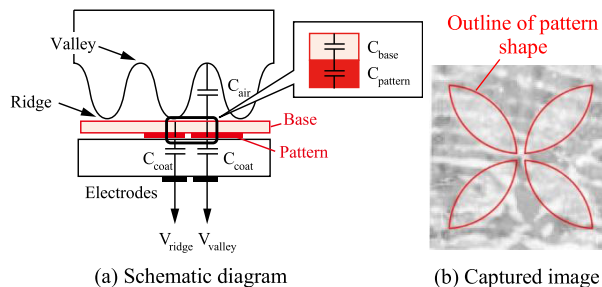 Valley
Ridge
C_air
C_base
C_pattern
Base
Pattern
C_coat
C_coat
Electrodes
V_ridge
V_valley
(a) Schematic diagram
Outline of pattern
shape
(b) Captured image